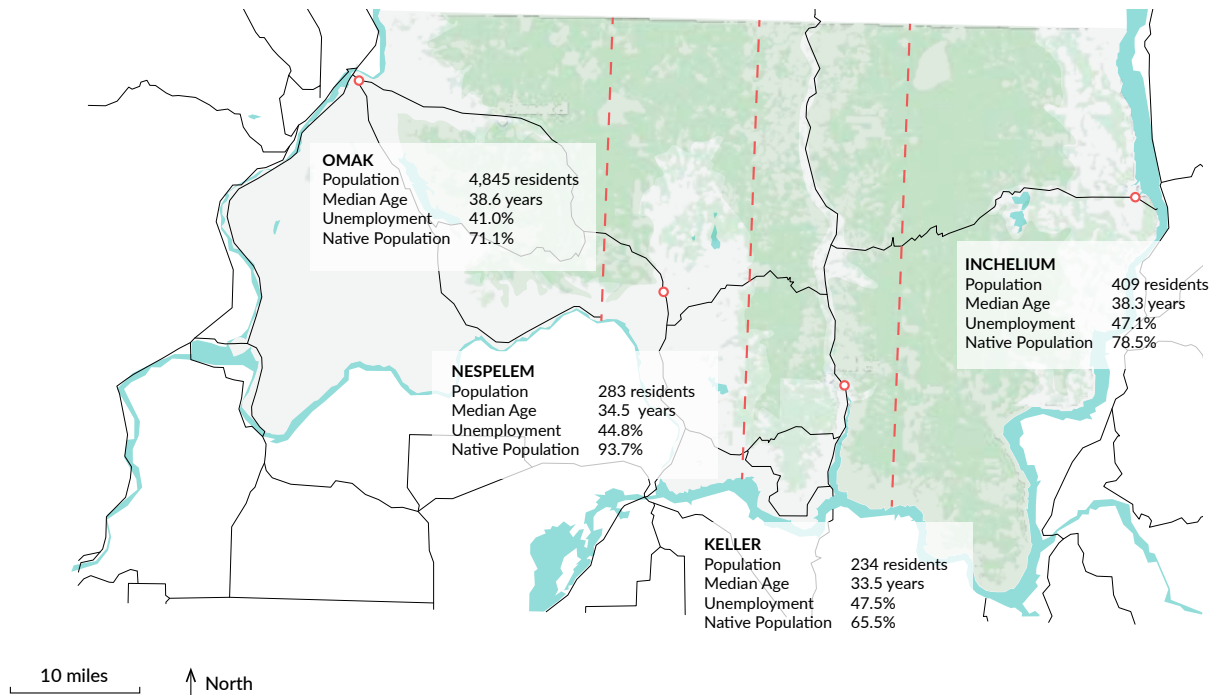 OMAK
Population 4,845 residents
Median Age 38.6 years
Unemployment 41.0%
Native Population 71.1%
INCHELIUM
Population 409 residents
Median Age 38.3 years
Unemployment 47.1%
Native Population 78.5%
NESPELEM
Population 283 residents
Median Age 34.5 years
Unemployment 44.8%
Native Population 93.7%
KELLER
Population 234 residents
Median Age 33.5 years
Unemployment 47.5%
Native Population 65.5%
10 miles
North